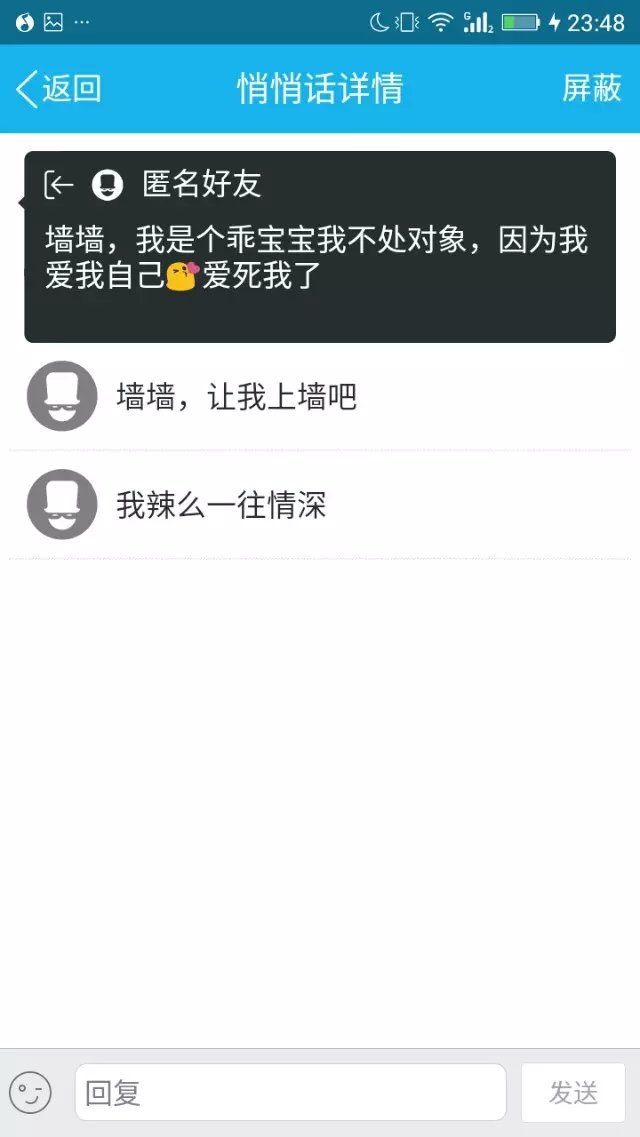 23:48
返回
悄悄话详情
屏蔽
匿名好友
墙墙，我是个乖宝宝我不处对象，因为我
爱我自己😘爱死我了
墙墙，让我上墙吧
我辣么一往情深
回复
发送